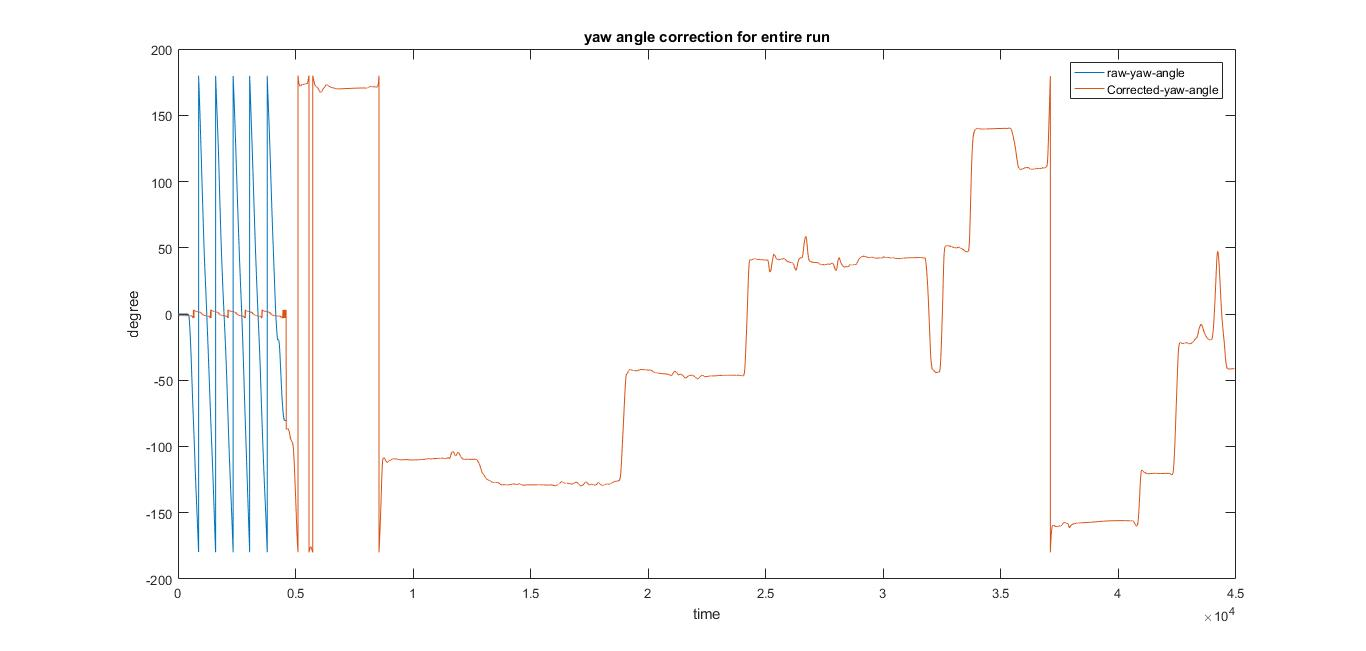 yaw angle correction for entire run
raw-yaw-angle
Corrected-yaw-angle
200
150
100
50
0
-50
-100
-150
-200
degree
0 0.5 1 1.5 2 2.5 3 3.5 4 4.5
time
×10^4